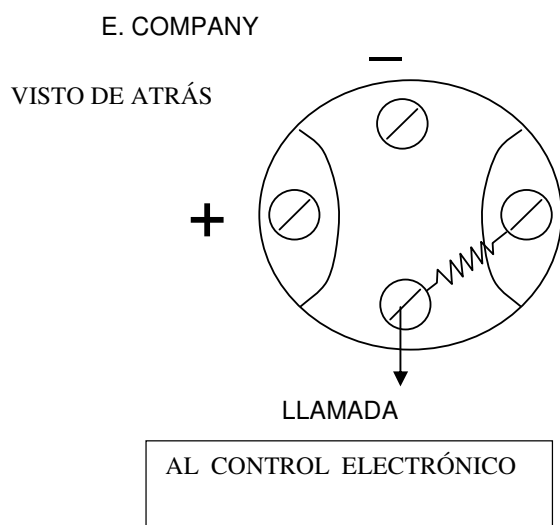 E. COMPANY
VISTO DE ATRÁS
−
+
LLAMADA
AL CONTROL ELECTRÓNICO